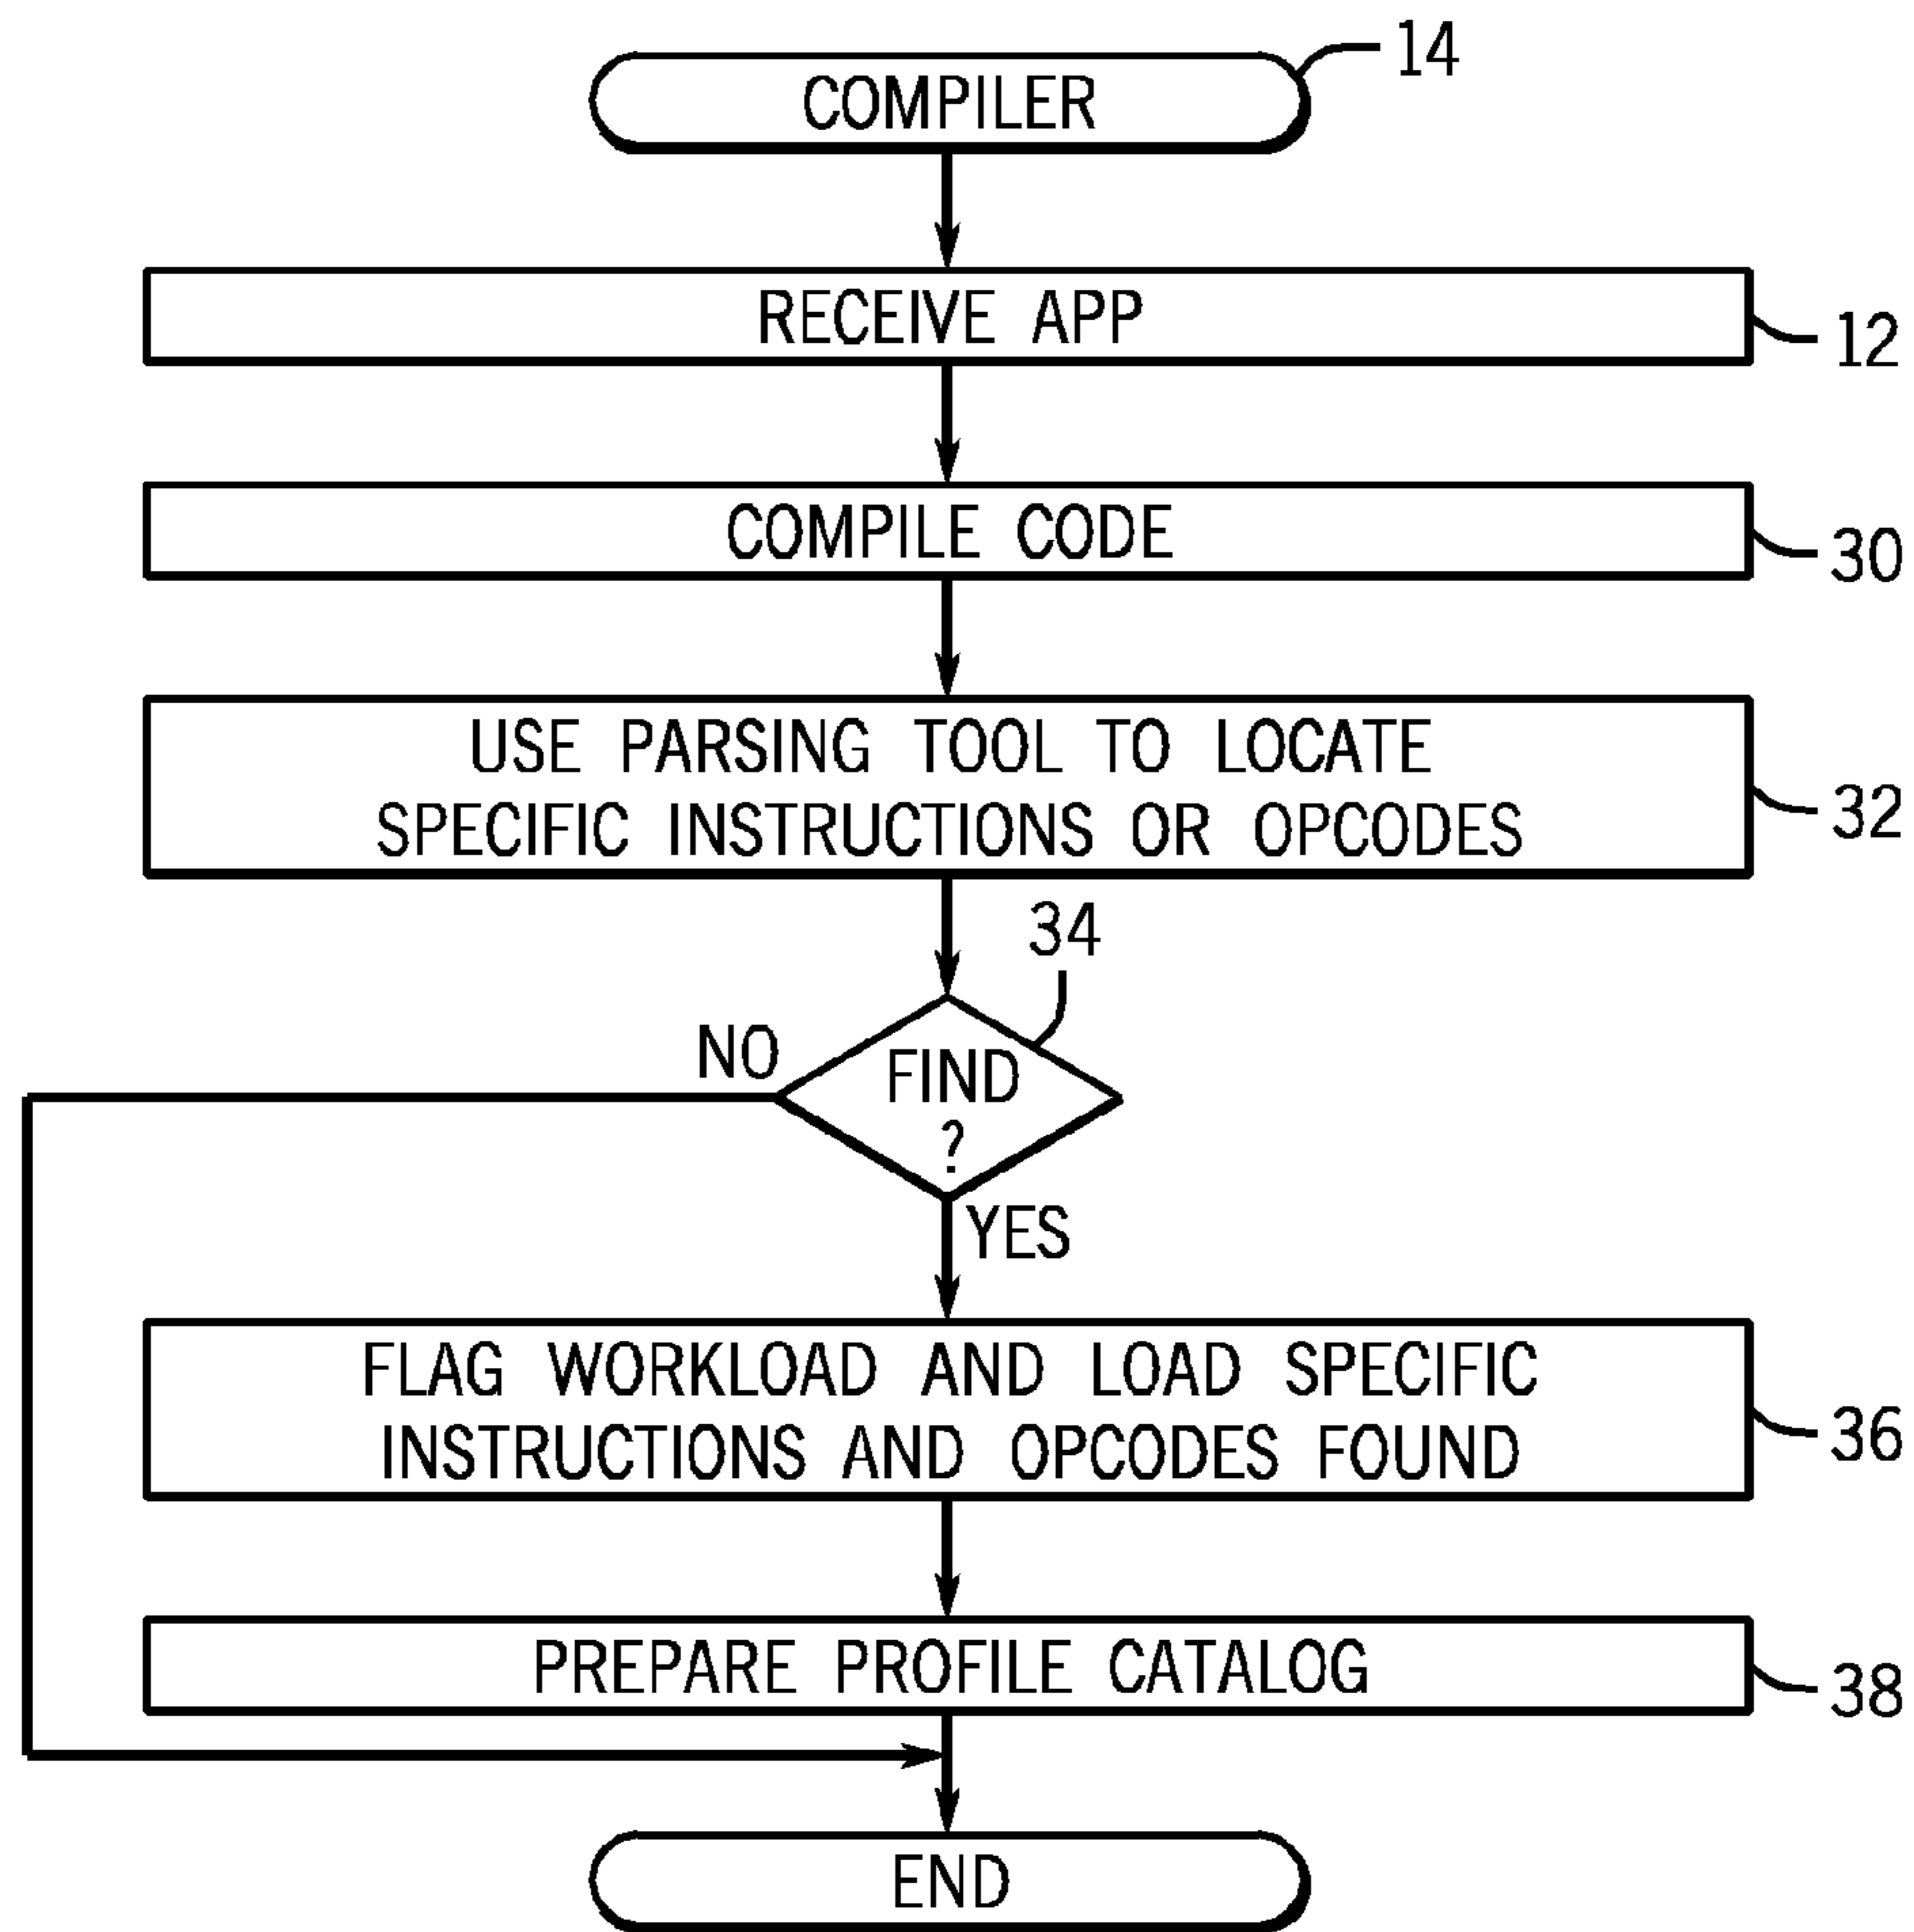 14
COMPILER
RECEIVE APP
12
COMPILE CODE
30
USE PARSING TOOL TO LOCATE
SPECIFIC INSTRUCTIONS OR OPCODES
32
34
NO
FIND
?
YES
FLAG WORKLOAD AND LOAD SPECIFIC
INSTRUCTIONS AND OPCODES FOUND
36
PREPARE PROFILE CATALOG
38
END